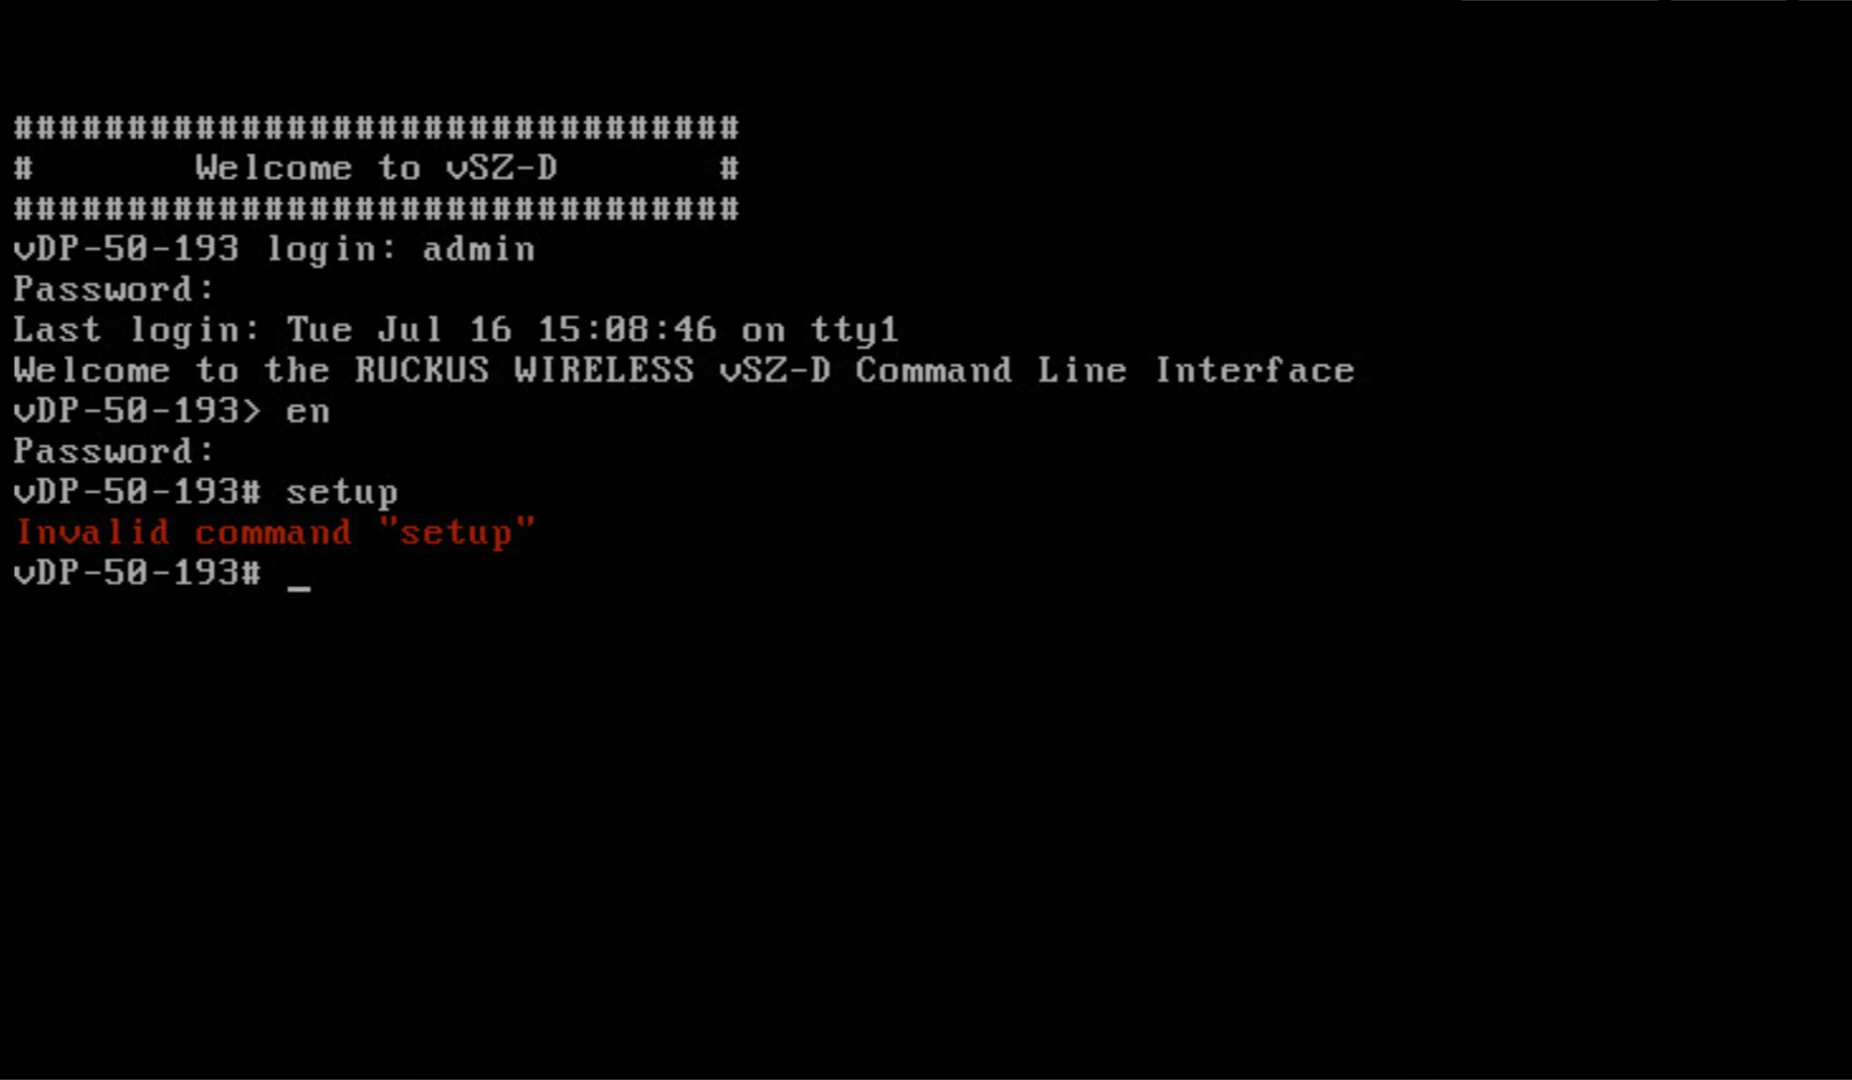 ################################
#       Welcome to vSZ-D       #
################################
vDP-50-193 login: admin
Password:
Last login: Tue Jul 16 15:08:46 on tty1
Welcome to the RUCKUS WIRELESS vSZ-D Command Line Interface
vDP-50-193> en
Password:
vDP-50-193# setup
Invalid command "setup"
vDP-50-193# _